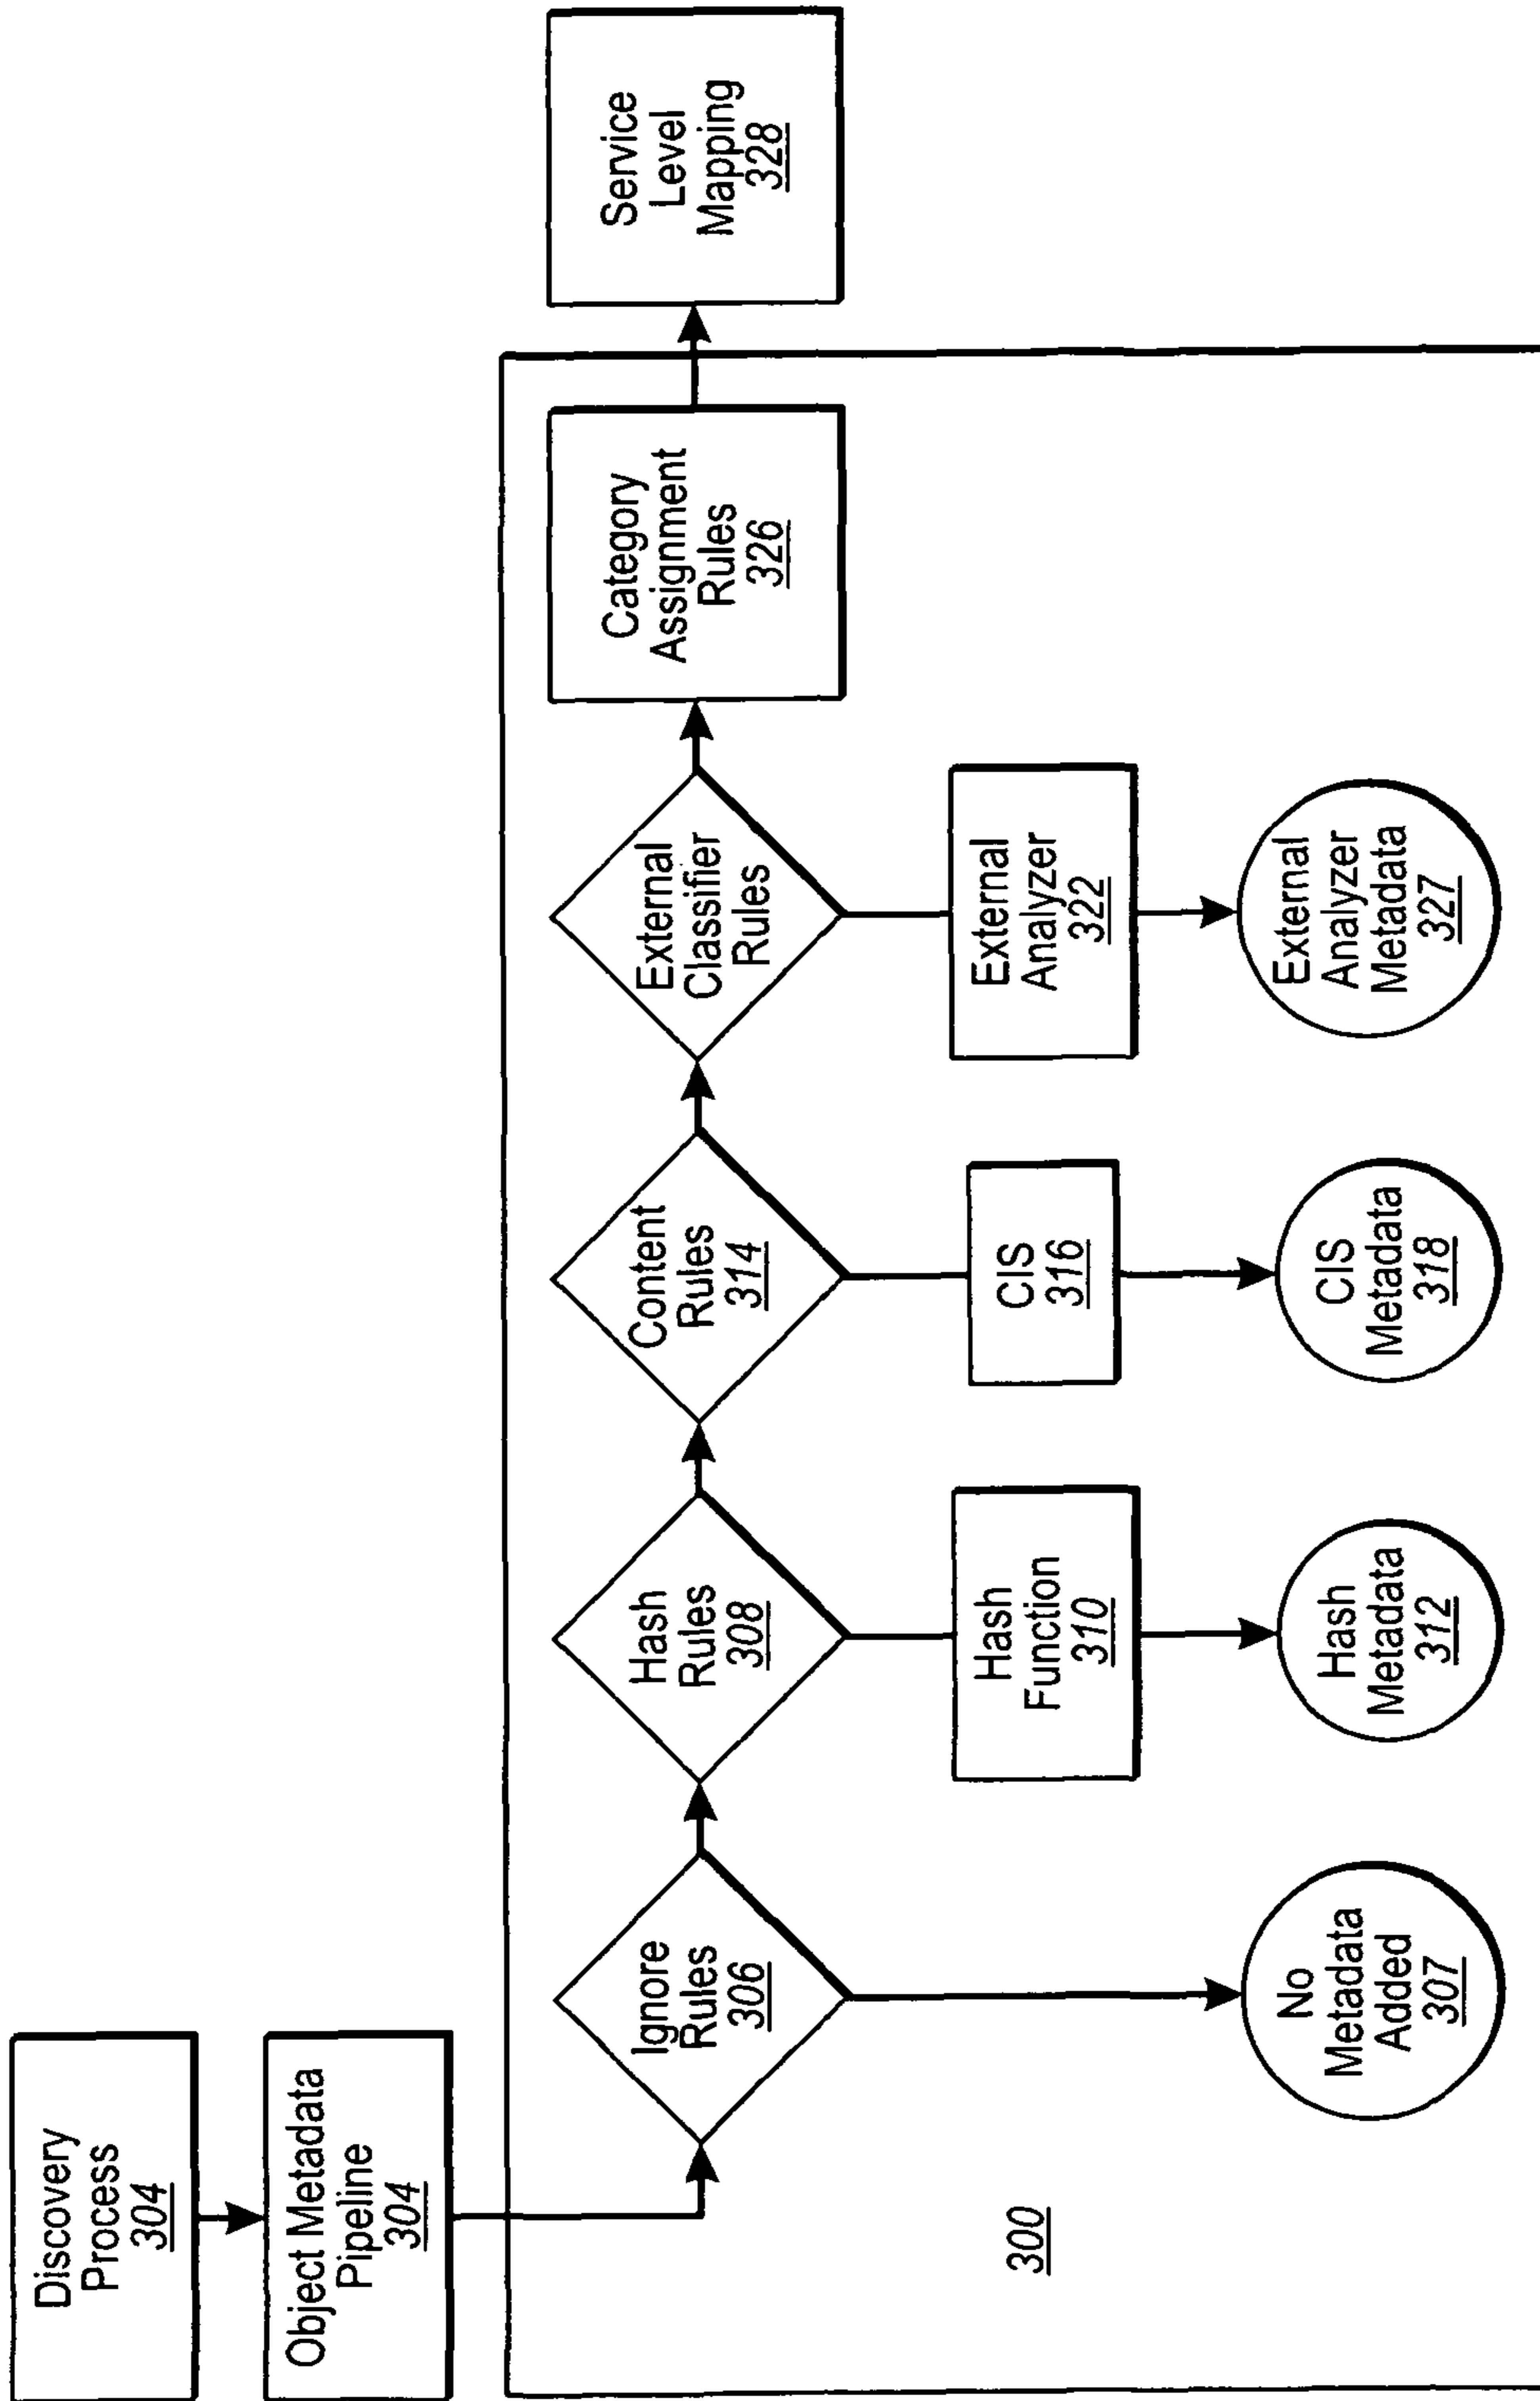 Discovery
Process
304
Object Metadata
Pipeline
304
Ignore
Rules
306
Hash
Rules
308
Content
Rules
314
External
Classifier
Rules
Category
Assignment
Rules
326
Service
Level
Mapping
328
Hash
Function
310
CIS
316
External
Analyzer
322
No
Metadata
Added
307
Hash
Metadata
312
CIS
Metadata
318
External
Analyzer
Metadata
327
300